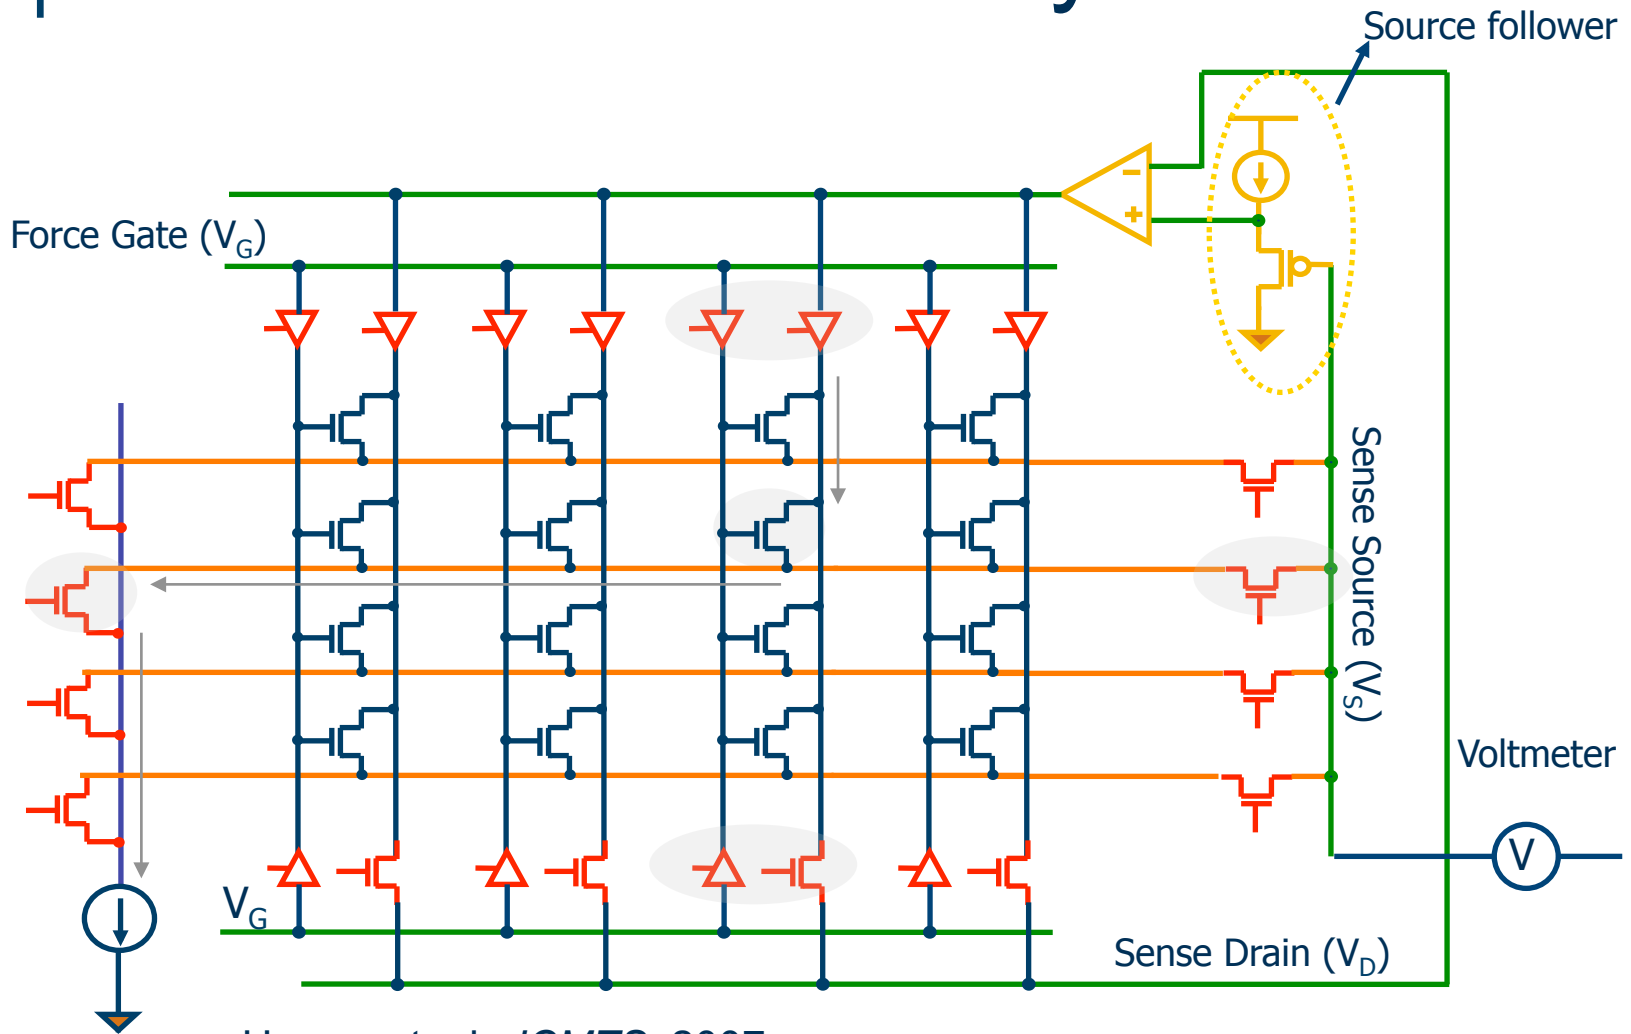 Source follower
Force Gate (VG)
Sense Source (VS)
Voltmeter
V
VG
Sense Drain (VD)